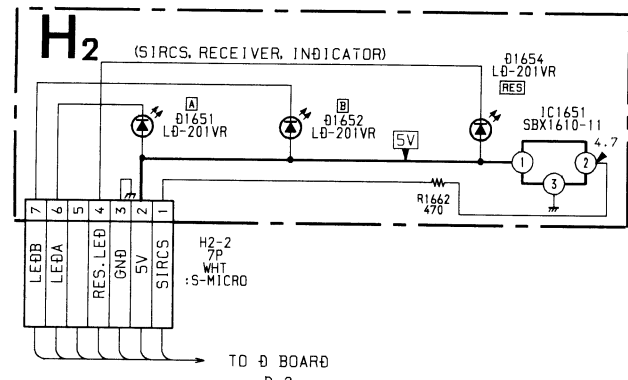 H2
(SIRCS, RECEIVER, INDICATOR)
D1654
LD-201VR
RES
A
D1651
LD-201VR
B
D1652
LD-201VR
5V
IC1651
SBX1610-11
1
2
3
4.7
R1662
470
7
6
5
4
3
2
1
LEDB
LEDA
RES.LED
GND
5V
SIRCS
H2-2
7P
WHT
:S-MICRO
TO D BOARD